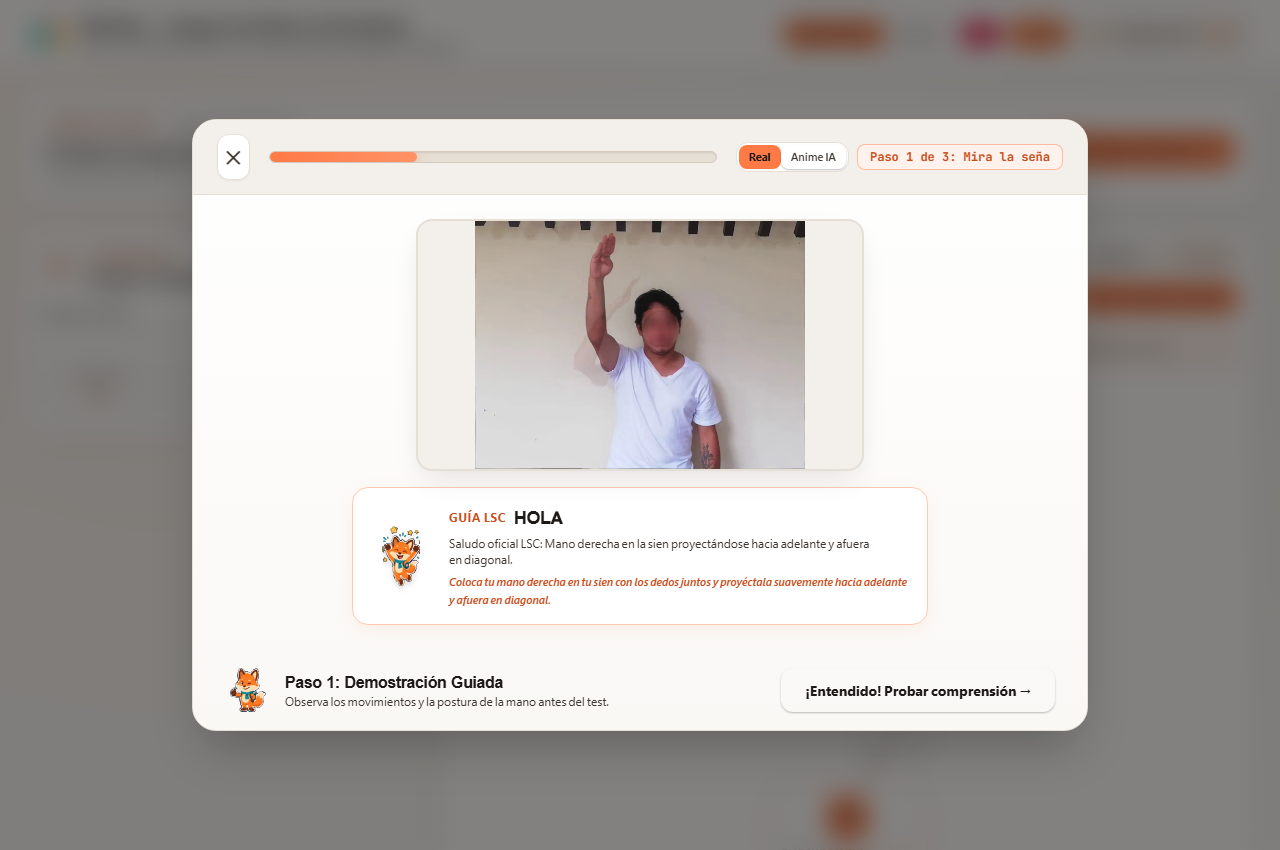 Real
Anime IA
Paso 1 de 3: Mira la seña
GUÍA LSC HOLA
Saludo oficial LSC: Mano derecha en la sien proyectándose hacia adelante y afuera
en diagonal.
Coloca tu mano derecha en tu sien con los dedos juntos y proyéctala suavemente hacia adelante
y afuera en diagonal.
Paso 1: Demostración Guiada
Observa los movimientos y la postura de la mano antes del test.
¡Entendido! Probar comprensión →